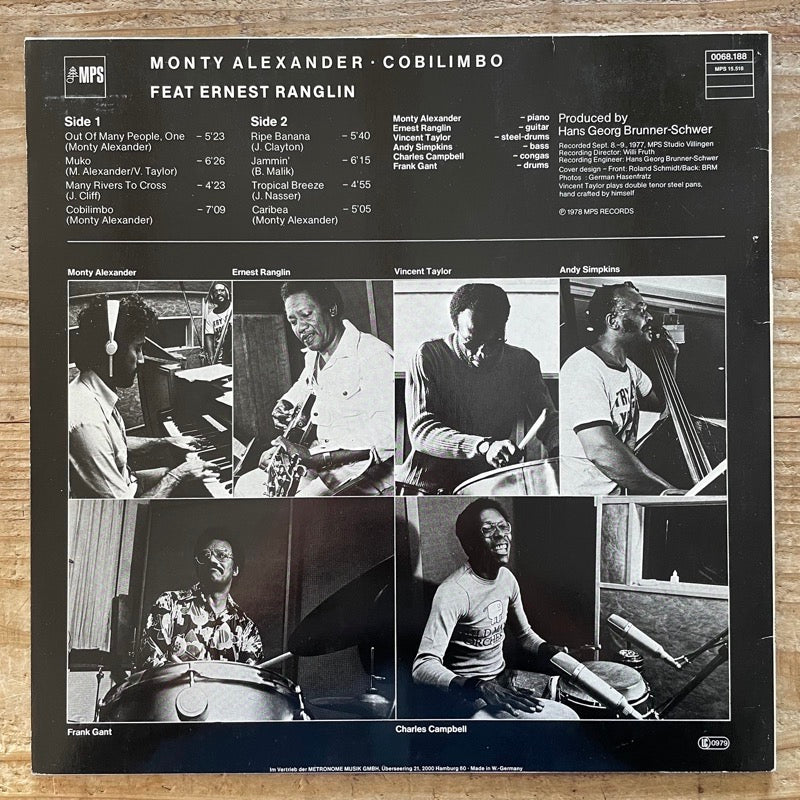 MPS
MONTY ALEXANDER · COBILIMBO
FEAT ERNEST RANGLIN
0068.188
MPS 15.518
Side 1
Out Of Many People, One – 5'23
(Monty Alexander)
Muko – 6'26
(M. Alexander/V. Taylor)
Many Rivers To Cross – 4'23
(J. Cliff)
Cobilimbo – 7'09
(Monty Alexander)
Side 2
Ripe Banana – 5'40
(J. Clayton)
Jammin' – 6'15
(B. Malik)
Tropical Breeze – 4'55
(J. Nasser)
Caribea – 5'05
(Monty Alexander)
Monty Alexander – piano
Ernest Ranglin – guitar
Vincent Taylor – steel-drums
Andy Simpkins – bass
Charles Campbell – congas
Frank Gant – drums
Produced by
Hans Georg Brunner-Schwer
Recorded Sept. 8.–9., 1977, MPS Studio Villingen
Recording Director: Willi Fruth
Recording Engineer: Hans Georg Brunner-Schwer
Cover design – Front: Roland Schmidt/Back: BRM
Photos : German Hasenfratz
Vincent Taylor plays double tenor steel pans,
hand crafted by himself
Ⓟ 1978 MPS RECORDS
Monty Alexander
Ernest Ranglin
Vincent Taylor
Andy Simpkins
Frank Gant
Charles Campbell
LC 0979
Im Vertrieb der METRONOME MUSIK GMBH, Überseering 21, 2000 Hamburg 60 · Made in W.-Germany